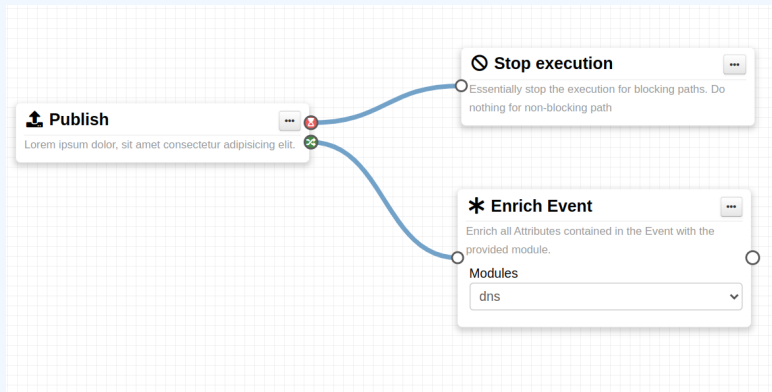 Stop execution
Essentially stop the execution for blocking paths. Do
nothing for non-blocking path
Publish
Lorem ipsum dolor, sit amet consectetur adipisicing elit.
Enrich Event
Enrich all Attributes contained in the Event with the
provided module.
Modules
dns